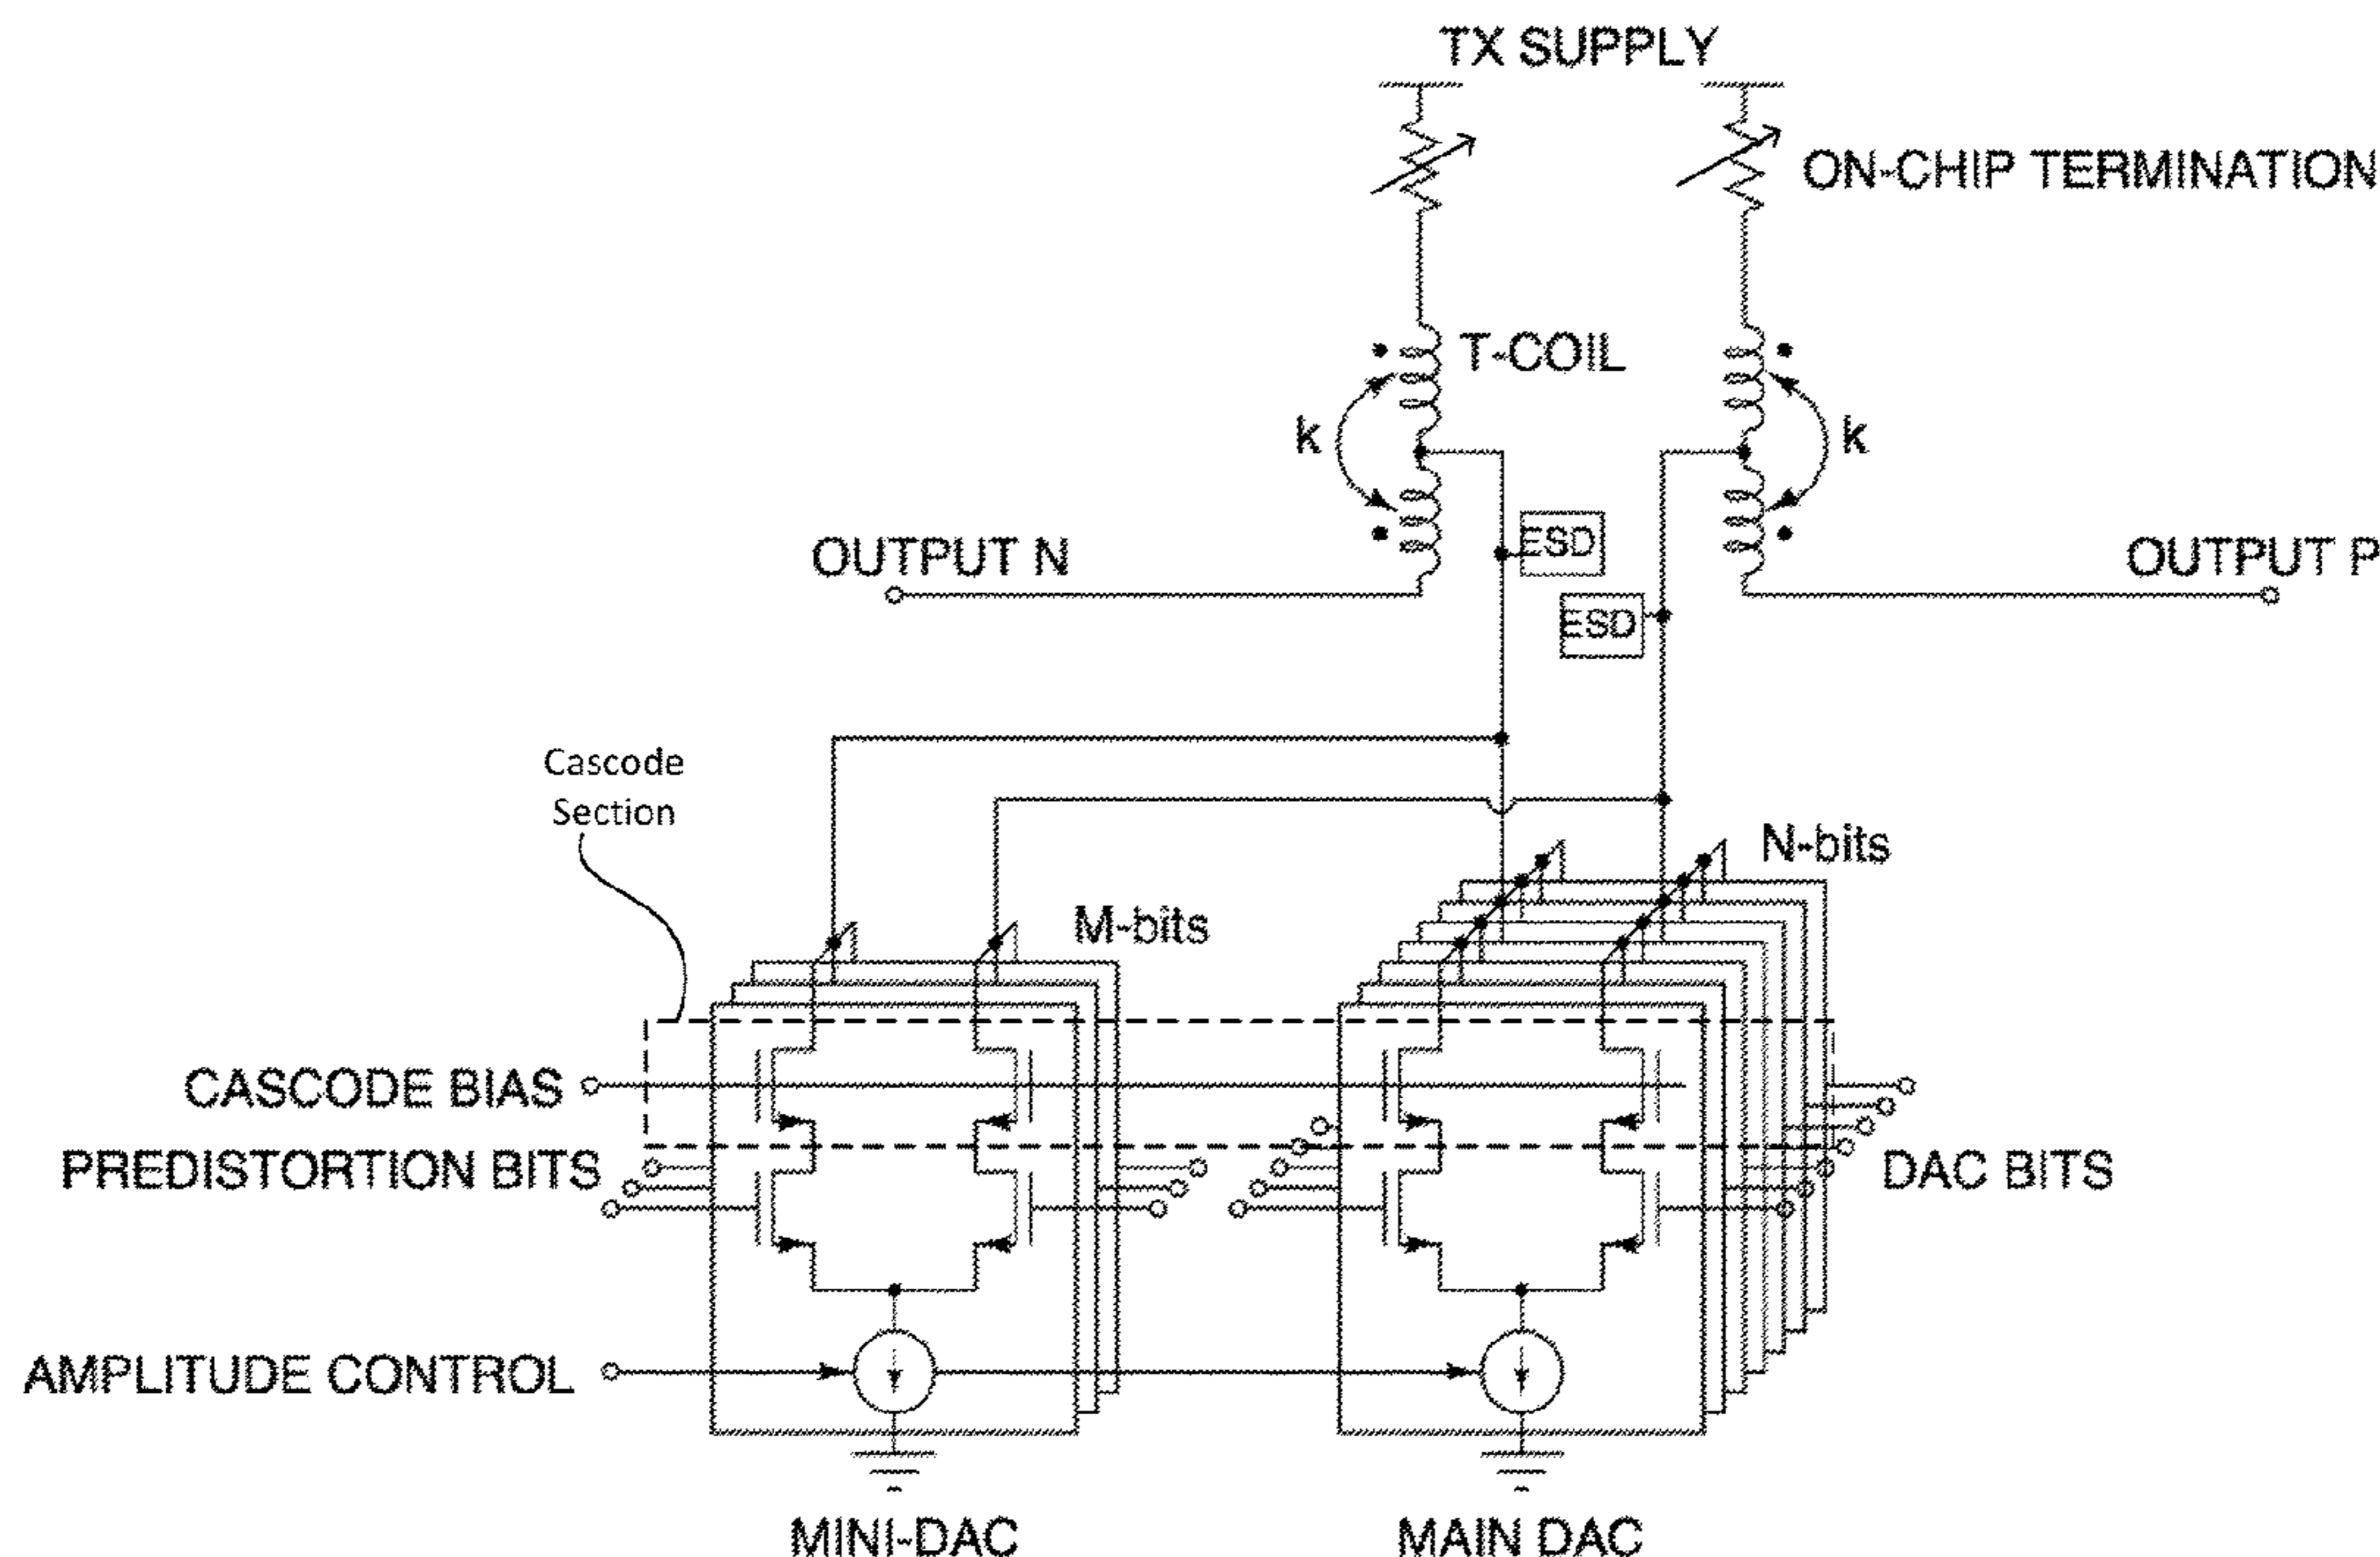 TX SUPPLY
ON-CHIP TERMINATION
T-COIL
k
k
ESD
OUTPUT N
OUTPUT P
ESD
Cascode
Section
N-bits
M-bits
CASCODE BIAS
PREDISTORTION BITS
DAC BITS
AMPLITUDE CONTROL
MINI-DAC
MAIN DAC